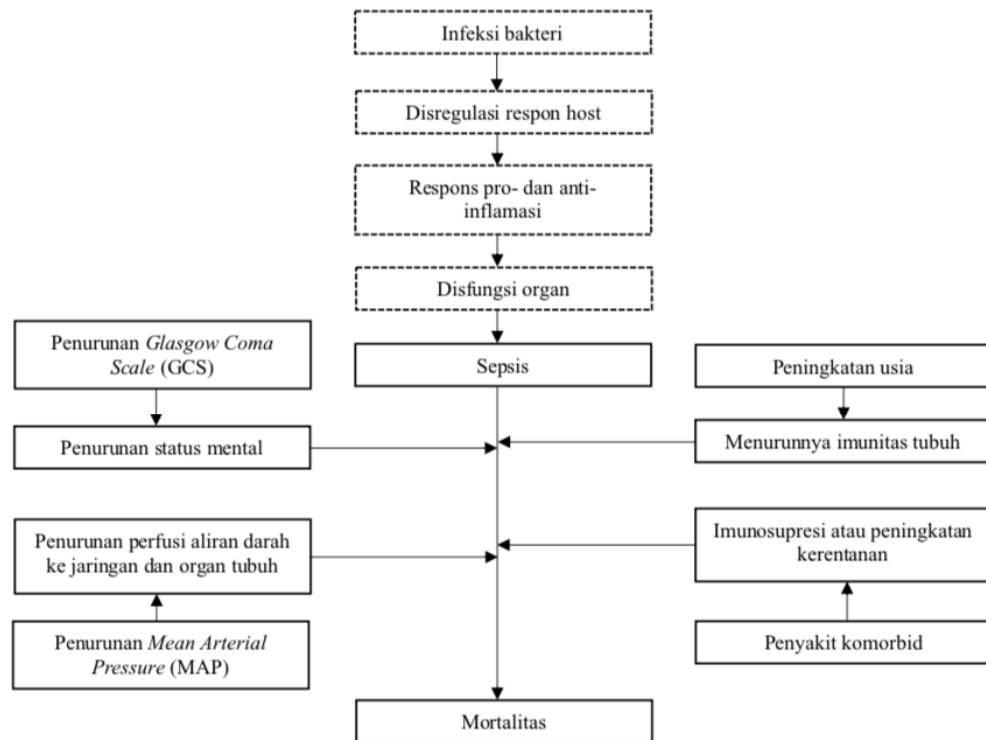 Infeksi bakteri
Disregulasi respon host
Respons pro- dan anti-
inflamasi
Disfungsi organ
Penurunan Glasgow Coma
Scale (GCS)
Sepsis
Peningkatan usia
Penurunan status mental
Menurunnya imunitas tubuh
Penurunan perfusi aliran darah
ke jaringan dan organ tubuh
Imunosupresi atau peningkatan
kerentanan
Penurunan Mean Arterial
Pressure (MAP)
Penyakit komorbid
Mortalitas